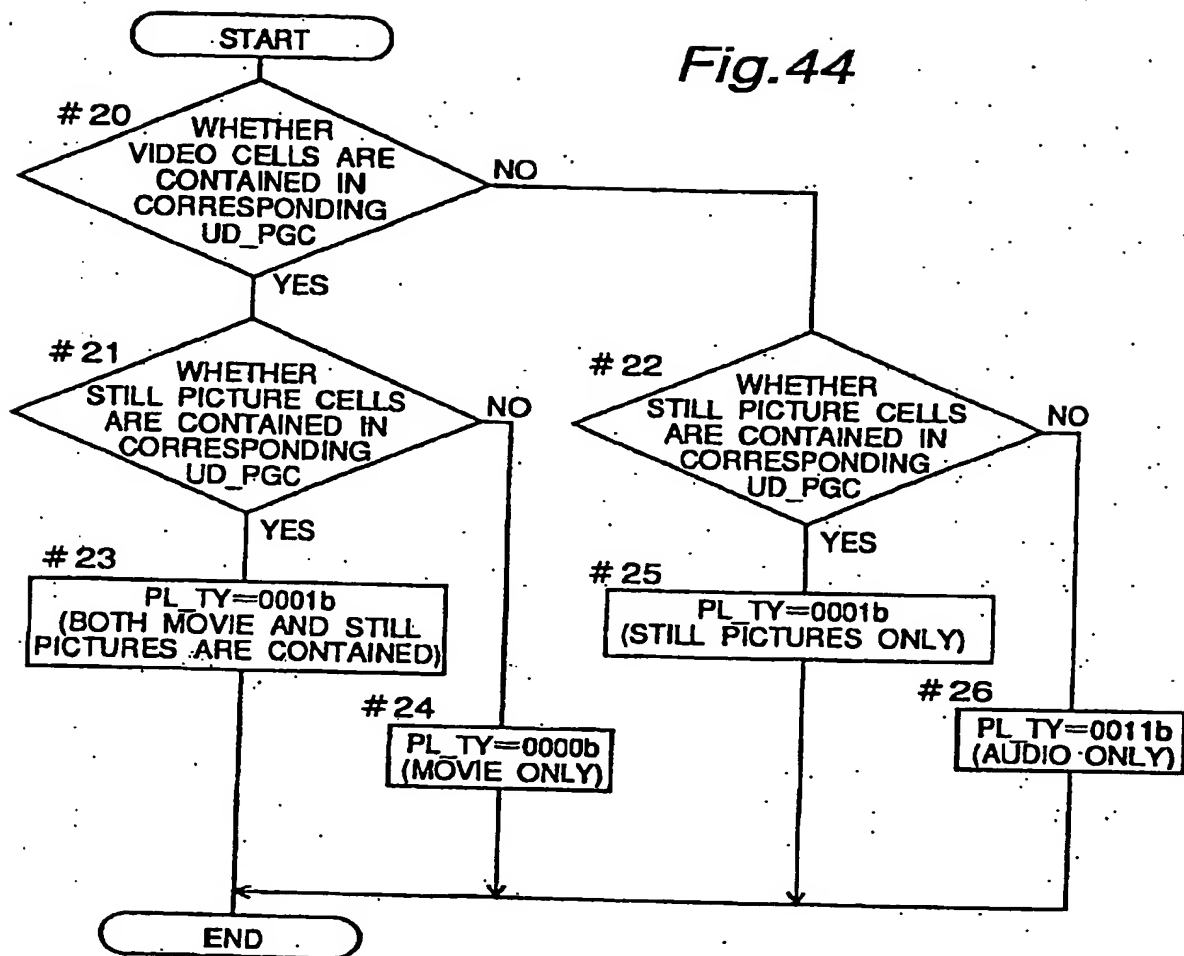 START
Fig.44
#20
WHETHER
VIDEO CELLS ARE
CONTAINED IN
CORRESPONDING
UD_PGC
NO
YES
#21
WHETHER
STILL PICTURE CELLS
ARE CONTAINED IN
CORRESPONDING
UD_PGC
NO
YES
#22
WHETHER
STILL PICTURE CELLS
ARE CONTAINED IN
CORRESPONDING
UD_PGC
NO
YES
#23
PL_TY=0001b
(BOTH MOVIE AND STILL
PICTURES ARE CONTAINED)
#24
PL_TY=0000b
(MOVIE ONLY)
#25
PL_TY=0001b
(STILL PICTURES ONLY)
#26
PL_TY=0011b
(AUDIO ONLY)
END